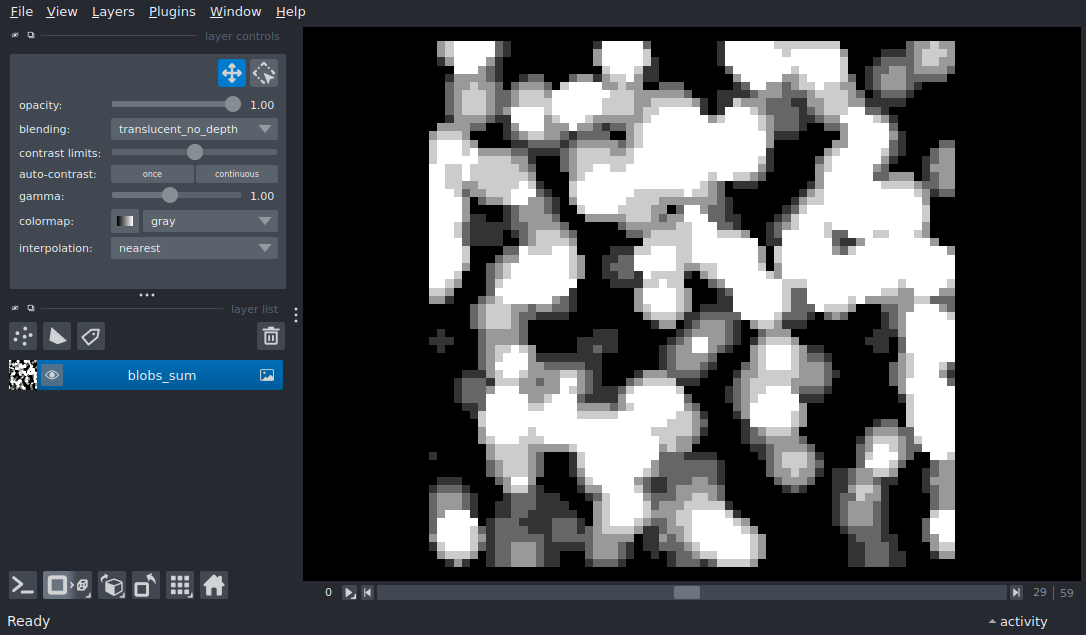 File View Layers Plugins Window Help
layer controls
opacity: 1.00
blending: translucent_no_depth
contrast limits:
auto-contrast: once continuous
gamma: 1.00
colormap: gray
interpolation: nearest
layer list
blobs_sum
0 29 59
Ready activity